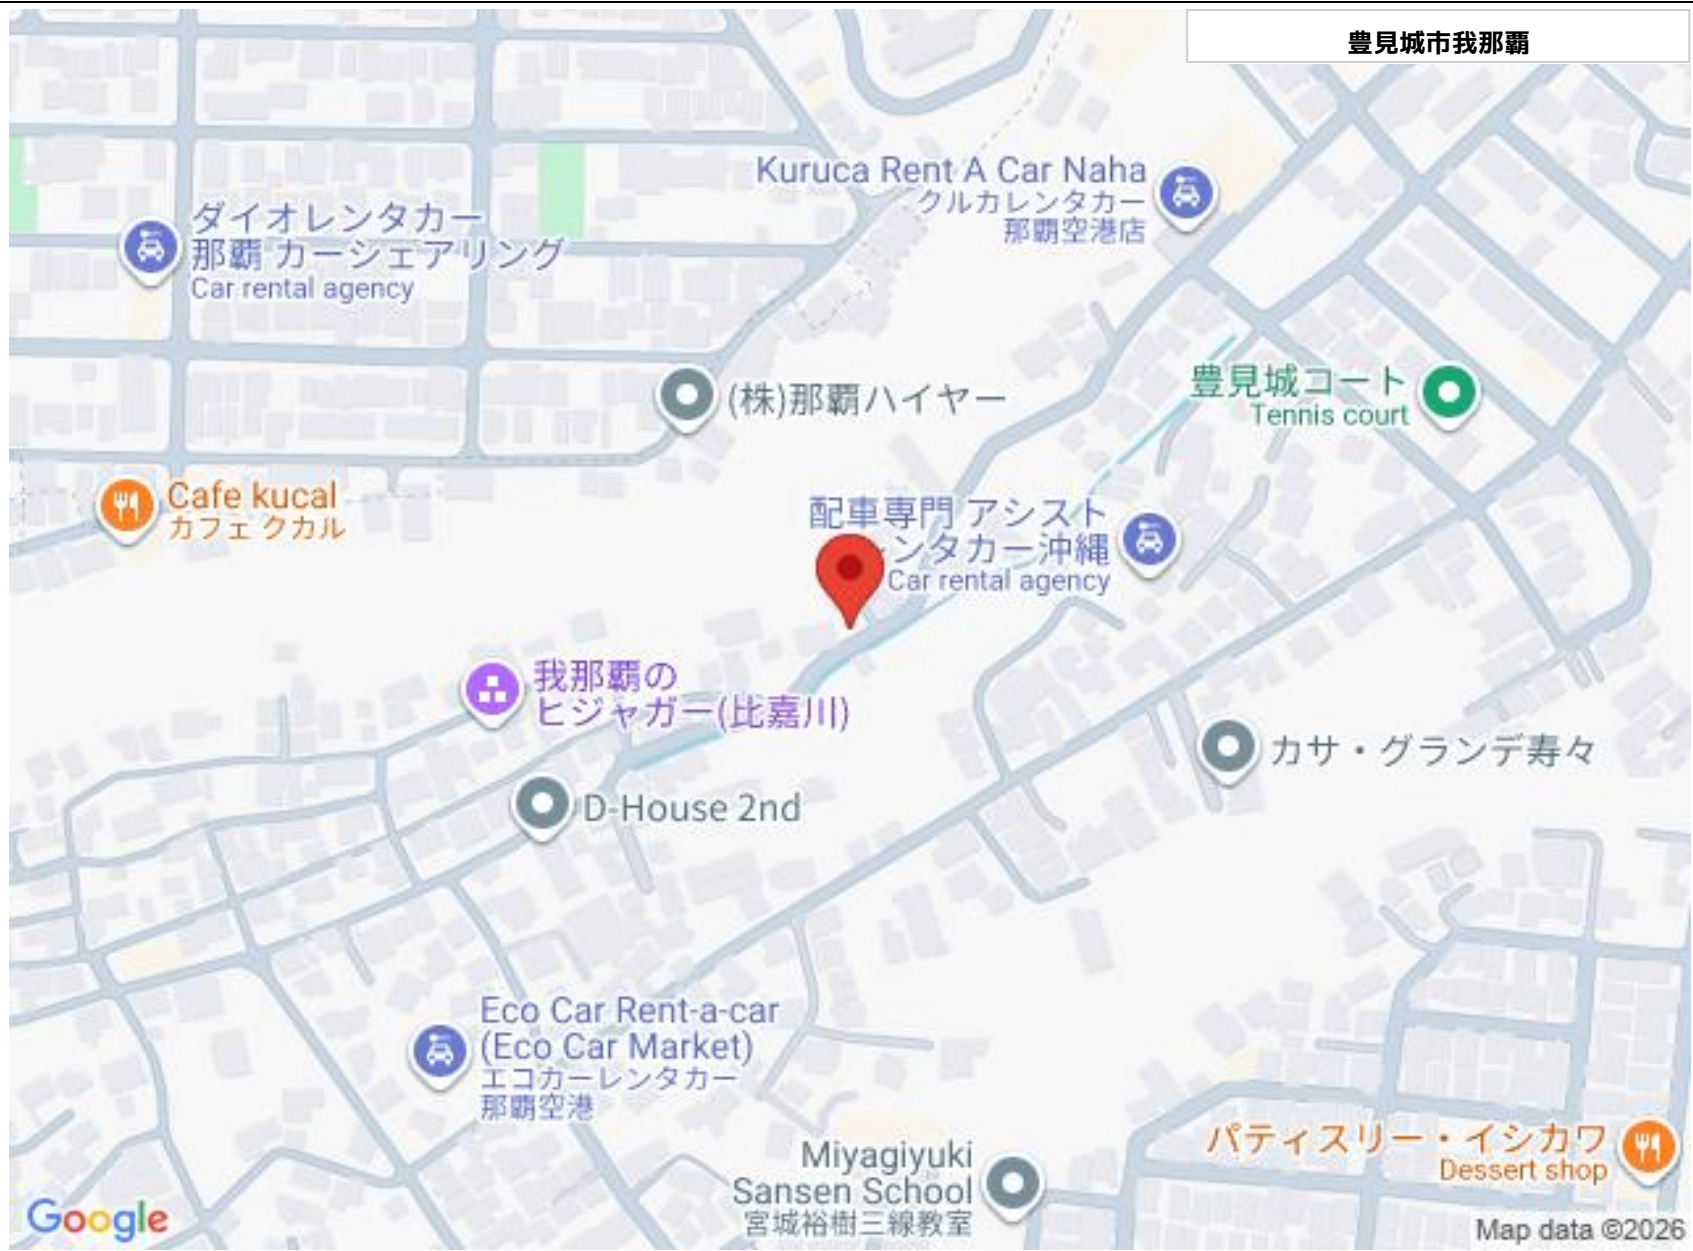 豊見城市我那覇
Kuruca Rent A Car Naha
クルカレンタカー
那覇空港店
ダイオレンタカー
那覇 カーシェアリング
Car rental agency
(株)那覇ハイヤー
豊見城コート
Tennis court
Cafe kucal
カフェ クカル
配車専門 アシスト
ンタカー沖縄
Car rental agency
我那覇の
ヒジャガー(比嘉川)
カサ・グランデ寿々
D-House 2nd
Eco Car Rent-a-car
(Eco Car Market)
エコカーレンタカー
那覇空港
Miyagiyuki
Sansen School
宮城裕樹三線教室
パティスリー・イシカワ
Dessert shop
Google
Map data ©2026